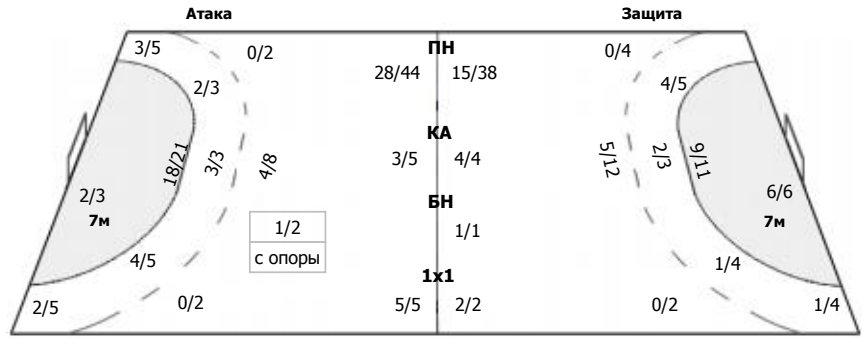 Атака Защита
3/5 0/2 ПН 0/4
28/44 15/38
2/3 4/5
КА
18/21 3/3 4/8 3/5 4/4 5/12 2/3 9/11
2/3 БН 6/6
7м 7м
1/2 1/1
с опоры
4/5 1/4
1x1
2/5 0/2 5/5 2/2 0/2 1/4